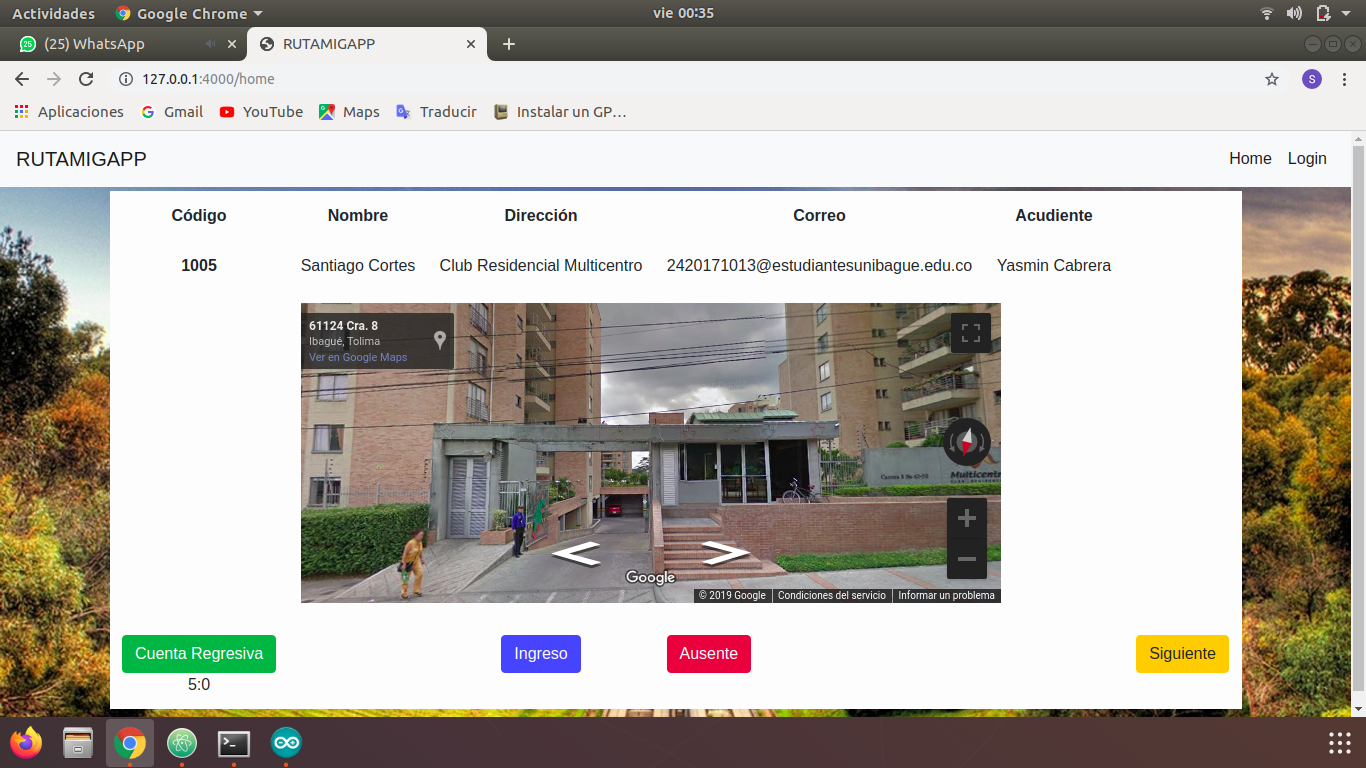 Actividades Google Chrome vie 00:35
(25) WhatsApp RUTAMIGAPP
127.0.0.1:4000/home S
Aplicaciones Gmail YouTube Maps Traducir Instalar un GP...
RUTAMIGAPP Home Login
Código Nombre Dirección Correo Acudiente
1005 Santiago Cortes Club Residencial Multicentro 2420171013@estudiantesunibague.edu.co Yasmin Cabrera
61124 Cra. 8
Ibagué, Tolima
Ver en Google Maps
Multicentro
Google
© 2019 Google Condiciones del servicio Informar un problema
Cuenta Regresiva Ingreso Ausente Siguiente
5:0